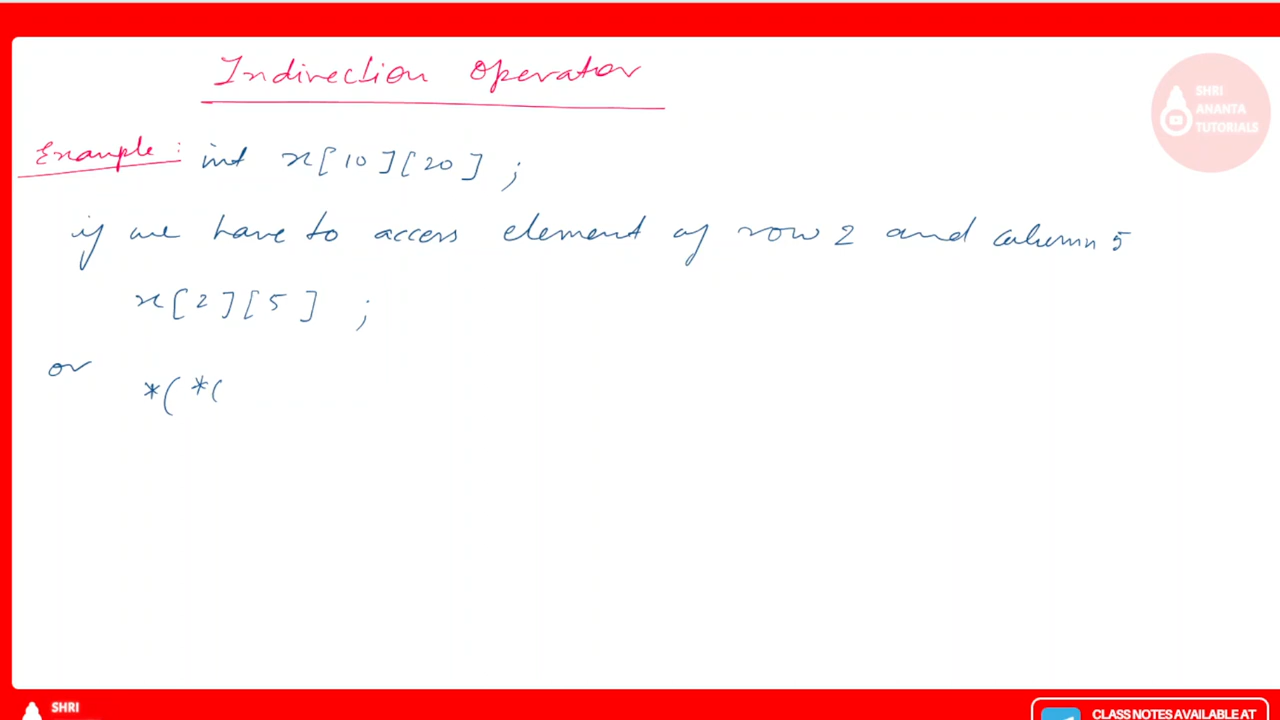 Indirection Operator
Example : int x[10][20] ;
if we have to access element of row 2 and column 5
x[2][5] ;
or
*( *(
SHRI
ANANTA
TUTORIALS
SHRI
CLASS NOTES AVAILABLE AT